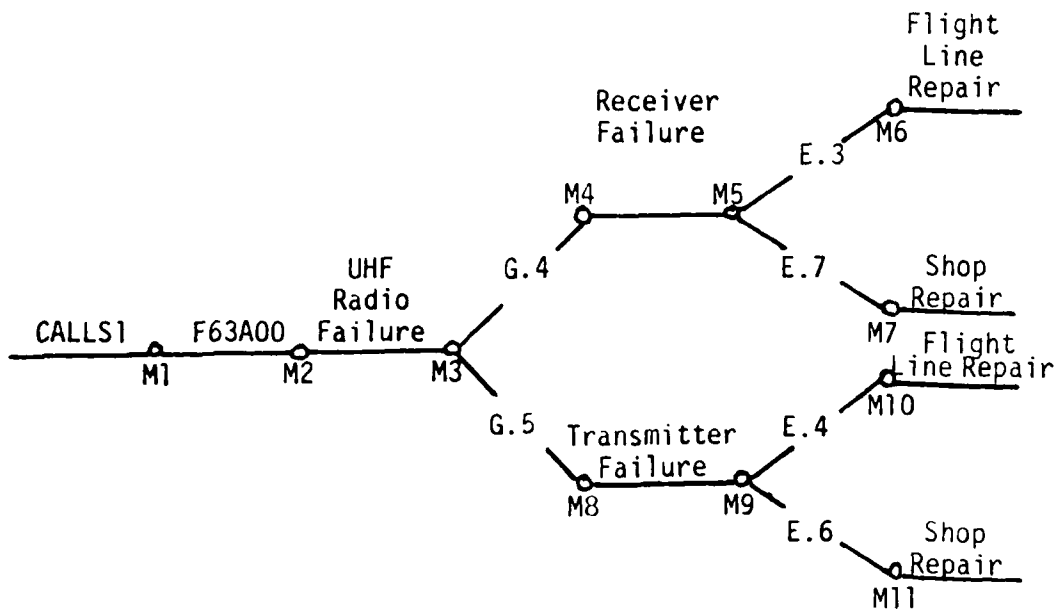 Flight
Line
Repair
Receiver
Failure
M6
E.3
M4
M5
G.4
E.7
UHF
Radio
Failure
Shop
Repair
CALLS1
F63A00
M7
M1
M2
M3
Flight
Line Repair
M10
G.5
Transmitter
Failure
E.4
M8
M9
E.6
Shop
Repair
M11